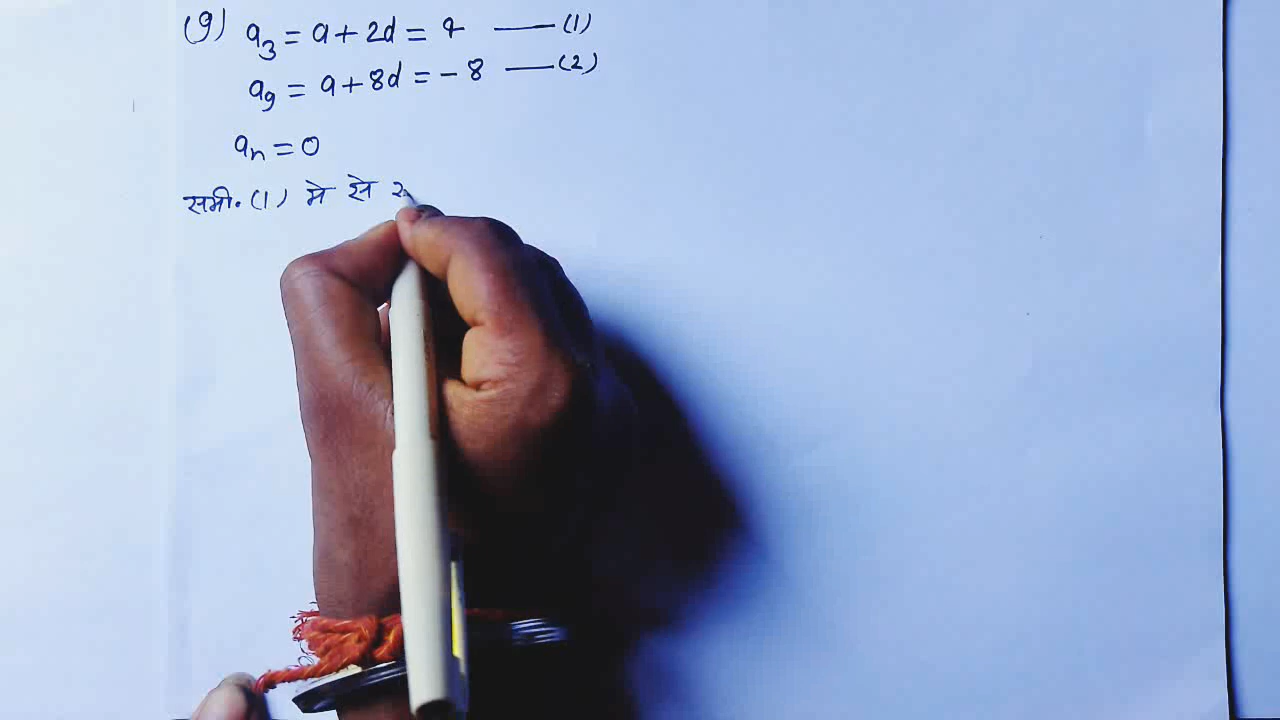 (9) a₃ = a + 2d = 4 —— (1)
a₉ = a + 8d = - 8 —— (2)
aₙ = 0
समी. (1) मे से